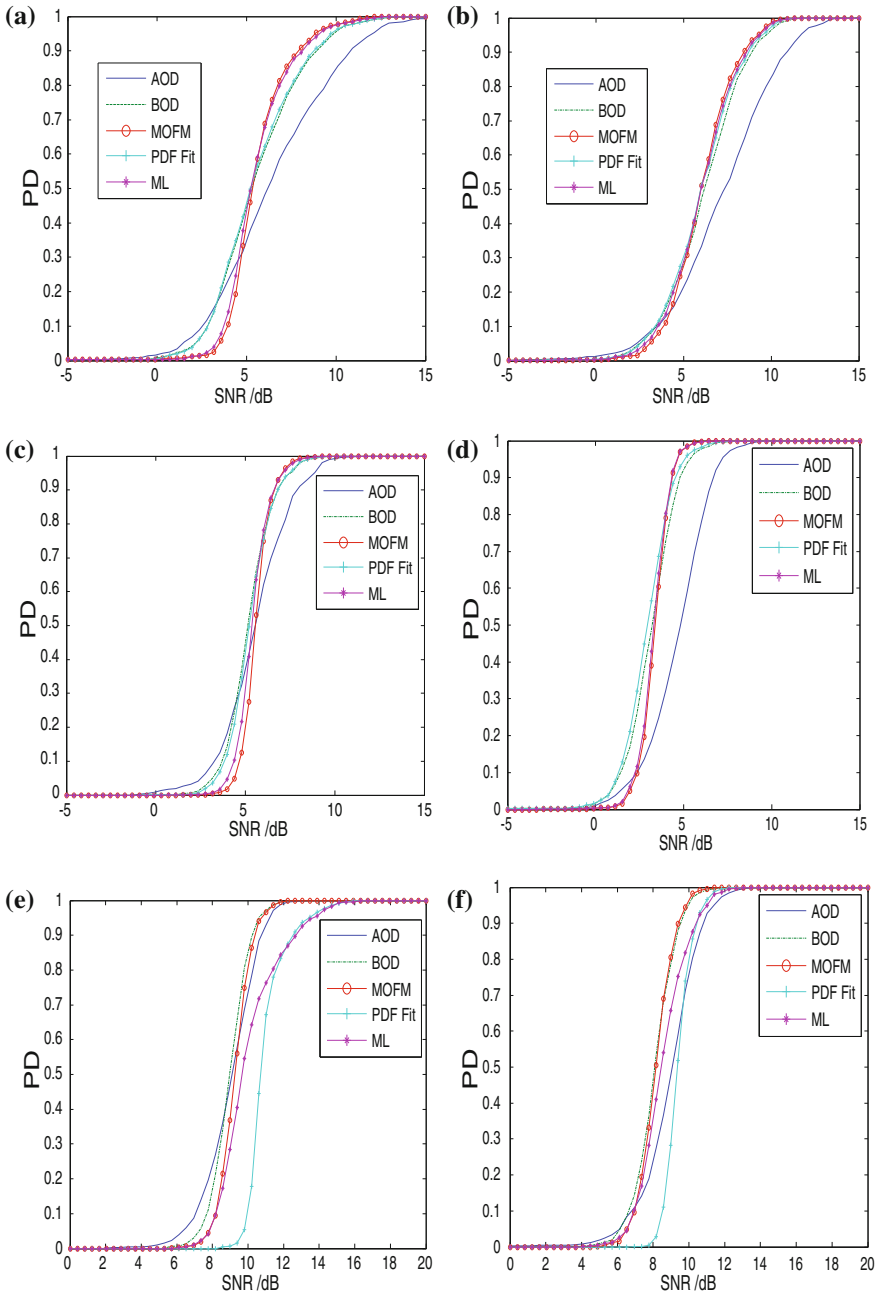 (a)
1
0.9
0.8
0.7
0.6
0.5
0.4
0.3
0.2
0.1
0
PD
AOD
BOD
MOFM
PDF Fit
ML
-5 0 5 10 15
SNR /dB
(b)
1
0.9
0.8
0.7
0.6
0.5
0.4
0.3
0.2
0.1
0
PD
AOD
BOD
MOFM
PDF Fit
ML
-5 0 5 10 15
SNR /dB
(c)
1
0.9
0.8
0.7
0.6
0.5
0.4
0.3
0.2
0.1
0
PD
AOD
BOD
MOFM
PDF Fit
ML
-5 0 5 10 15
SNR /dB
(d)
1
0.9
0.8
0.7
0.6
0.5
0.4
0.3
0.2
0.1
0
PD
AOD
BOD
MOFM
PDF Fit
ML
-5 0 5 10 15
SNR /dB
(e)
1
0.9
0.8
0.7
0.6
0.5
0.4
0.3
0.2
0.1
0
PD
AOD
BOD
MOFM
PDF Fit
ML
0 2 4 6 8 10 12 14 16 18 20
SNR /dB
(f)
1
0.9
0.8
0.7
0.6
0.5
0.4
0.3
0.2
0.1
0
PD
AOD
BOD
MOFM
PDF Fit
ML
0 2 4 6 8 10 12 14 16 18 20
SNR /dB